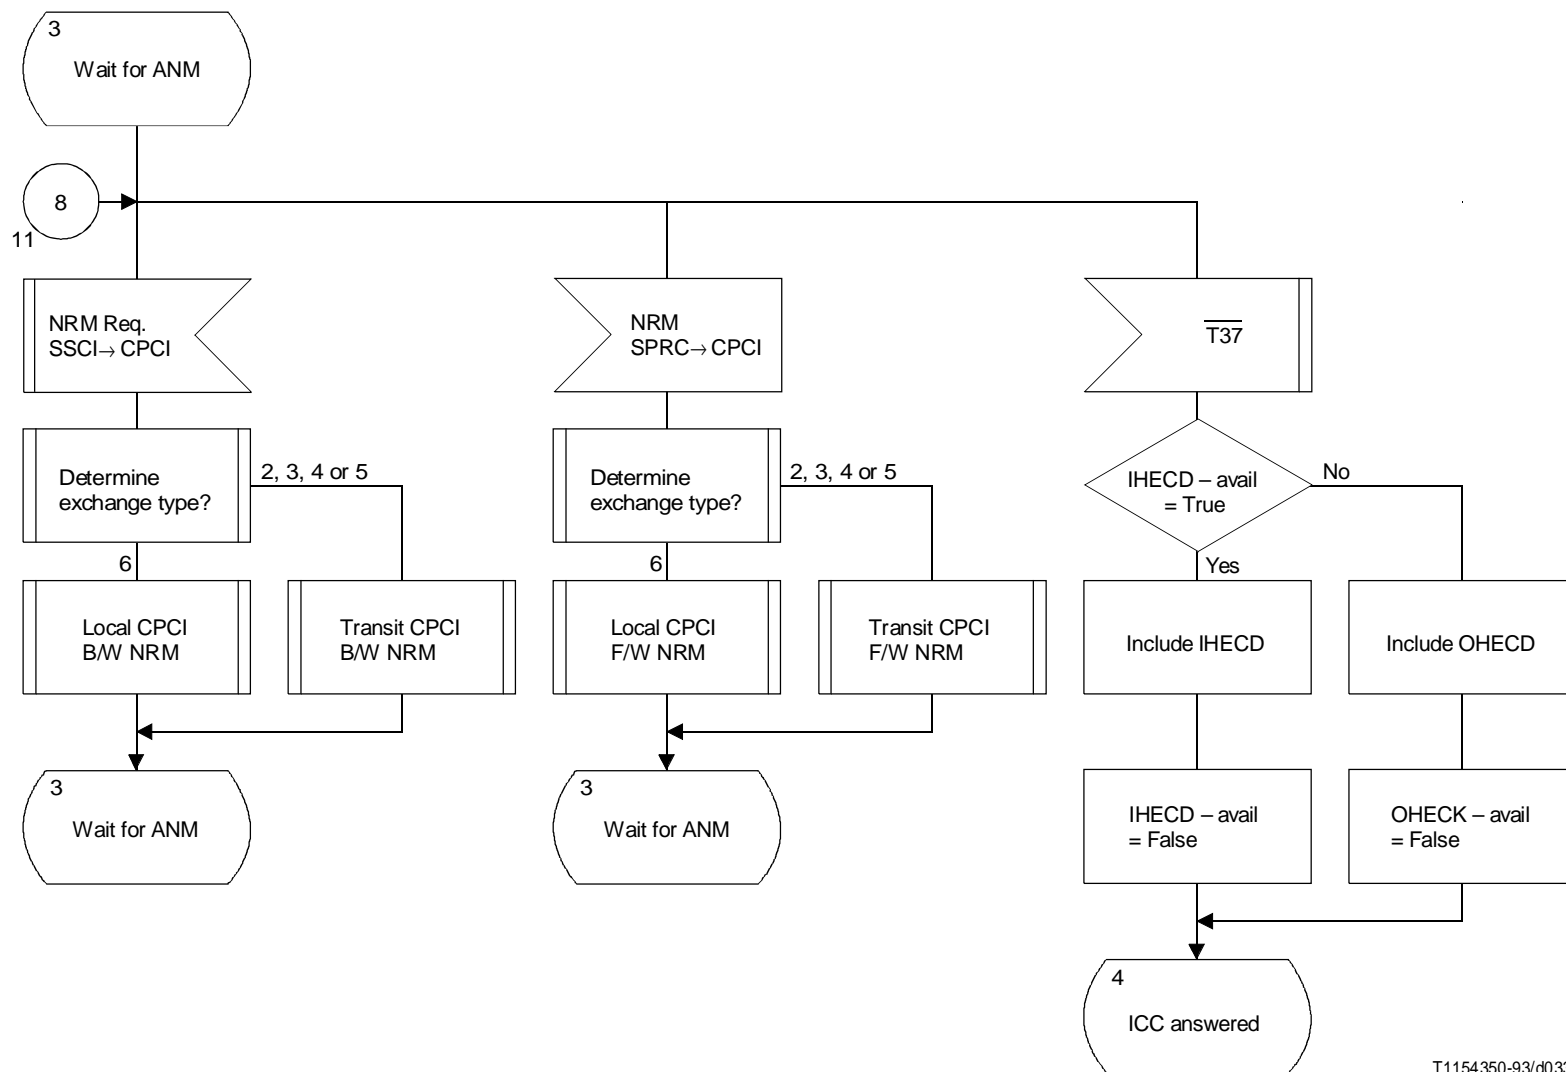 3
Wait for ANM
8
11
NRM Req.
SSCI→CPCI
NRM
SPRC→CPCI
T37
Determine
exchange type?
2, 3, 4 or 5
Determine
exchange type?
2, 3, 4 or 5
IHECD – avail
= True
No
6
6
Yes
Local CPCI
B/W NRM
Transit CPCI
B/W NRM
Local CPCI
F/W NRM
Transit CPCI
F/W NRM
Include IHECD
Include OHECD
3
Wait for ANM
3
Wait for ANM
IHECD – avail
= False
OHECK – avail
= False
4
ICC answered
T1154350-93/d033